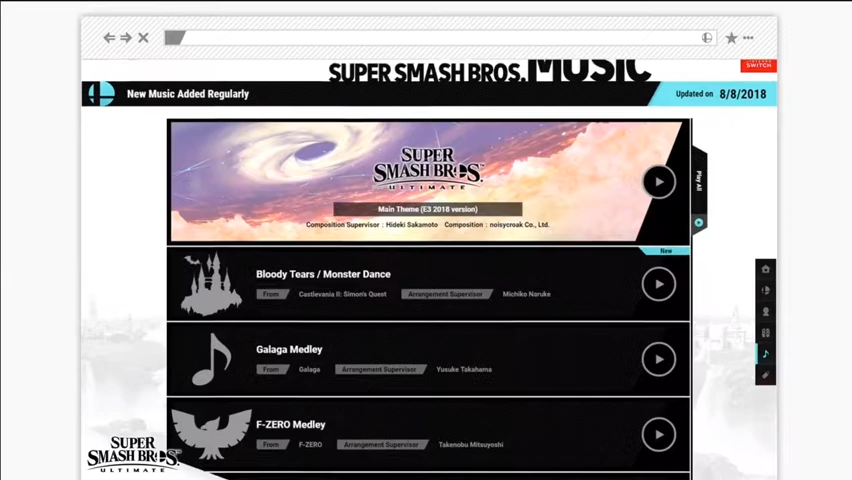 SUPER SMASH BROS. MUSIC
NINTENDO
SWITCH
New Music Added Regularly
Updated on 8/8/2018
SUPER
SMASH BROS.™
ULTIMATE
Main Theme (E3 2018 version)
Composition Supervisor : Hideki Sakamoto Composition : noisycroak Co., Ltd.
Play All
New
Bloody Tears / Monster Dance
From Castlevania II: Simon's Quest Arrangement Supervisor Michiko Naruke
Galaga Medley
From Galaga Arrangement Supervisor Yusuke Takahama
F-ZERO Medley
From F-ZERO Arrangement Supervisor Takenobu Mitsuyoshi
SUPER
SMASH BROS.™
ULTIMATE